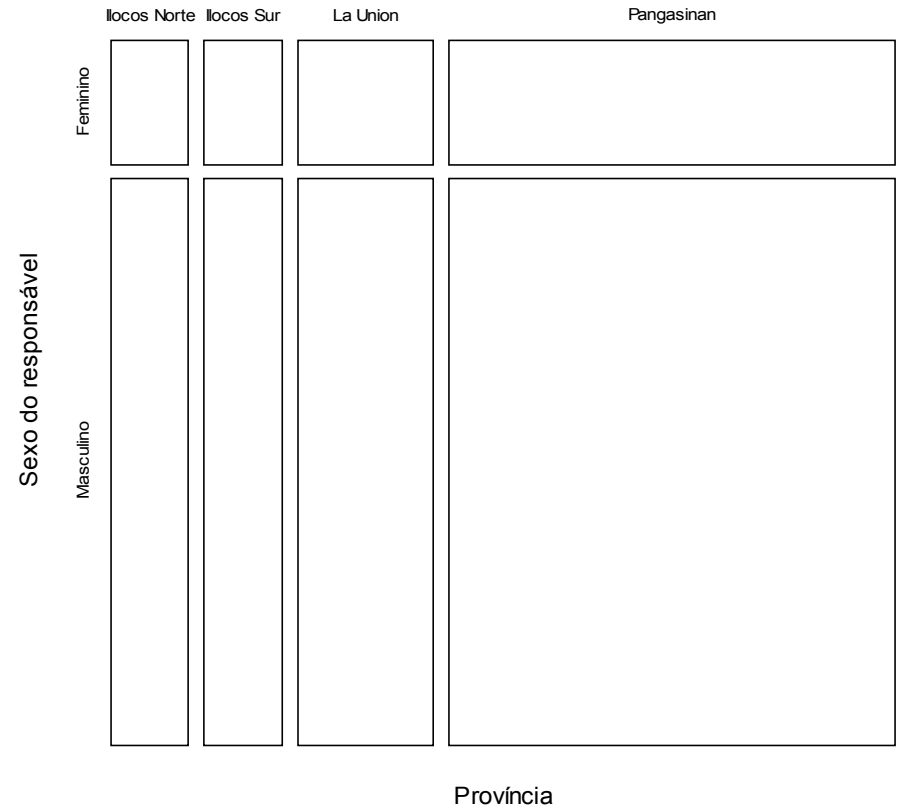 Ilocos Norte Ilocos Sur La Union Pangasinan
Feminino
Sexo do responsável
Masculino
Província